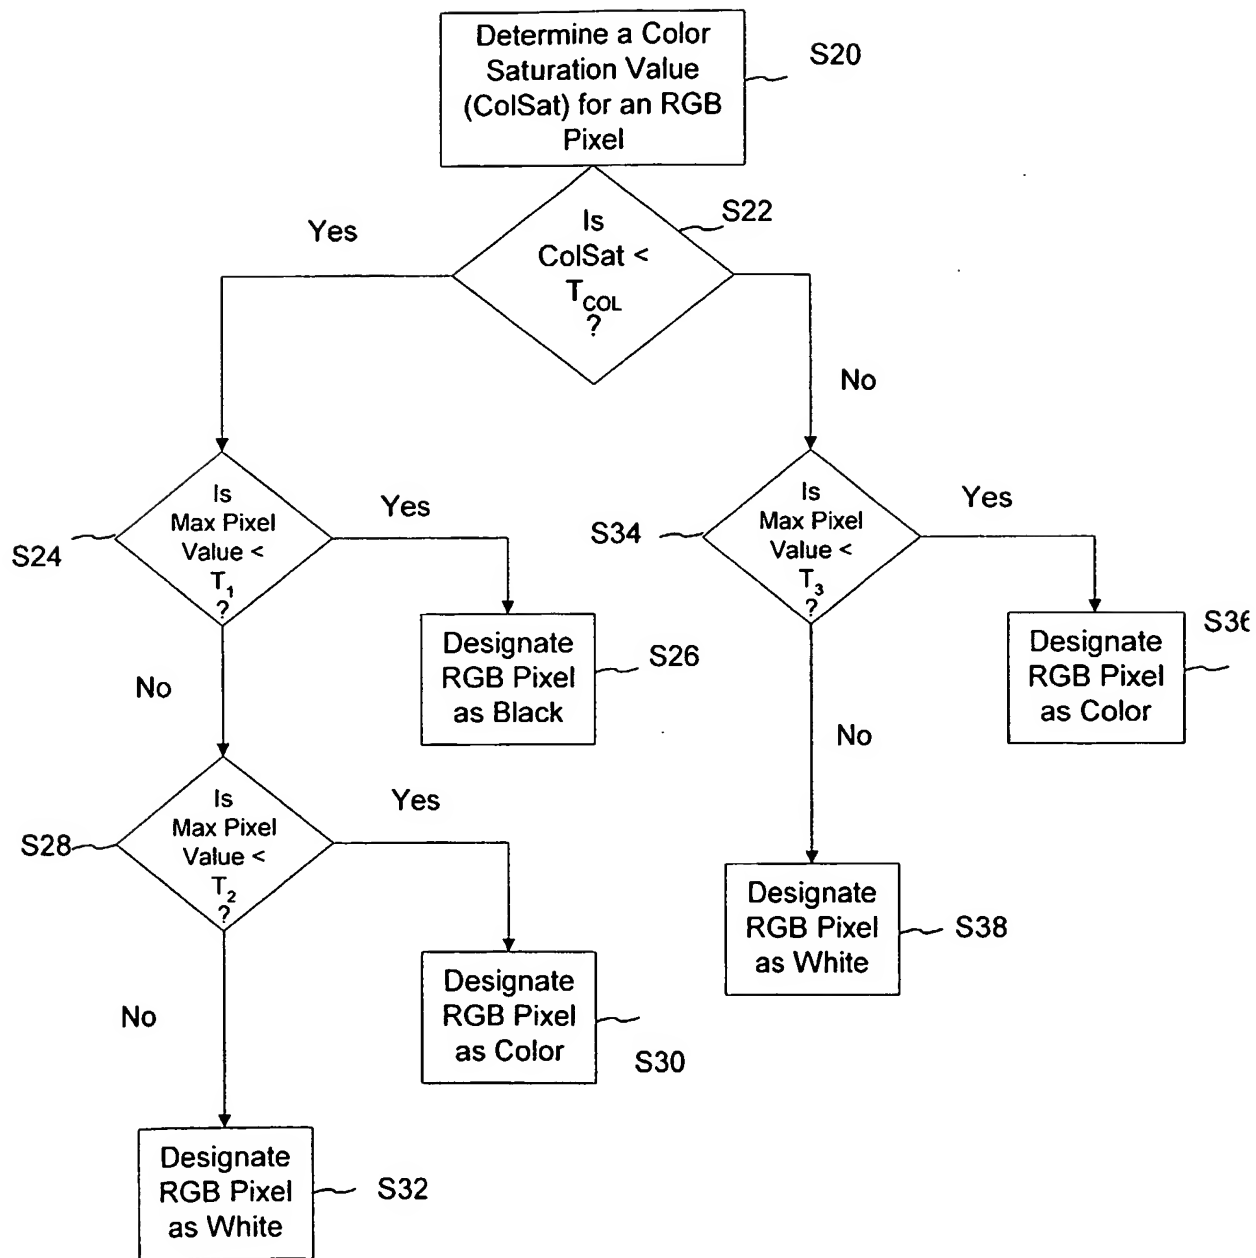 Determine a Color
Saturation Value
(ColSat) for an RGB
Pixel
S20
Is
ColSat <
T_COL
?
S22
Yes
No
Is
Max Pixel
Value <
T_1
?
S24
Yes
Is
Max Pixel
Value <
T_3
?
S34
Yes
Designate
RGB Pixel
as Black
S26
Designate
RGB Pixel
as Color
S36
No
No
Is
Max Pixel
Value <
T_2
?
S28
Yes
Designate
RGB Pixel
as White
S38
Designate
RGB Pixel
as Color
S30
No
Designate
RGB Pixel
as White
S32